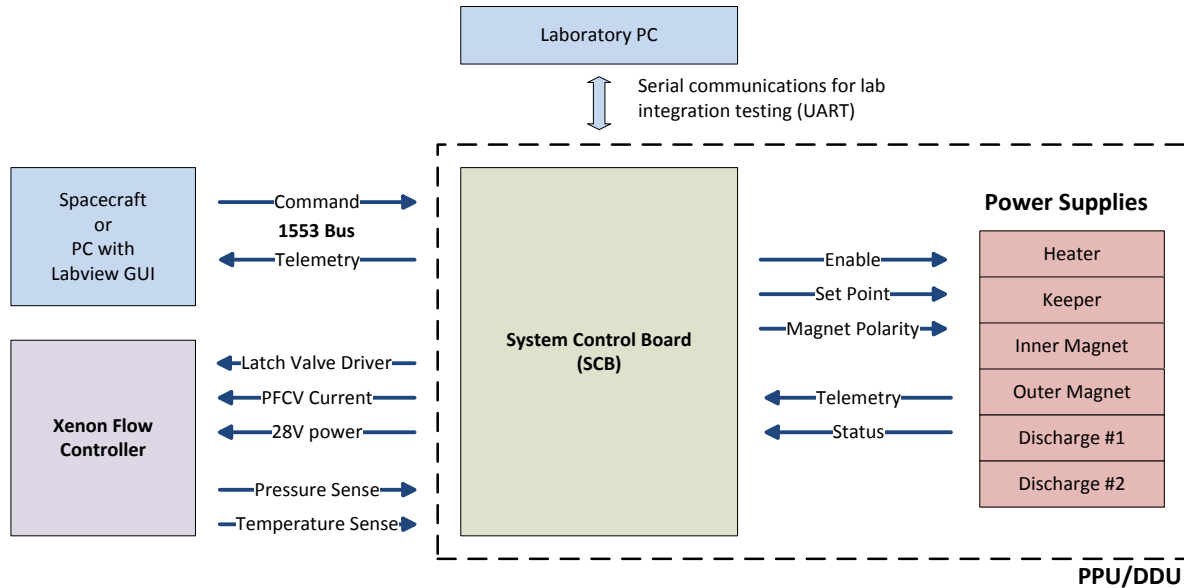 Laboratory PC
Serial communications for lab
integration testing (UART)
Spacecraft
or
PC with
Labview GUI
Command
1553 Bus
Telemetry
Xenon Flow
Controller
Latch Valve Driver
PFCV Current
28V power
Pressure Sense
Temperature Sense
System Control Board
(SCB)
Enable
Set Point
Magnet Polarity
Telemetry
Status
Power Supplies
Heater
Keeper
Inner Magnet
Outer Magnet
Discharge #1
Discharge #2
PPU/DDU